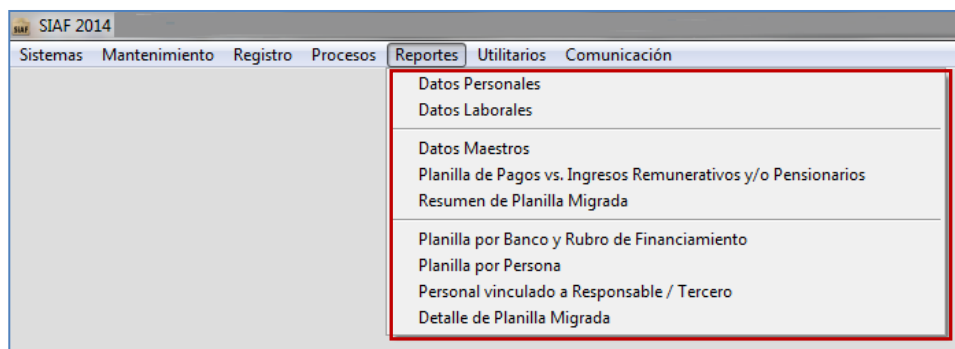 SIAF SIAF 2014
Sistemas Mantenimiento Registro Procesos Reportes Utilitarios Comunicación
Datos Personales
Datos Laborales
Datos Maestros
Planilla de Pagos vs. Ingresos Remunerativos y/o Pensionarios
Resumen de Planilla Migrada
Planilla por Banco y Rubro de Financiamiento
Planilla por Persona
Personal vinculado a Responsable / Tercero
Detalle de Planilla Migrada